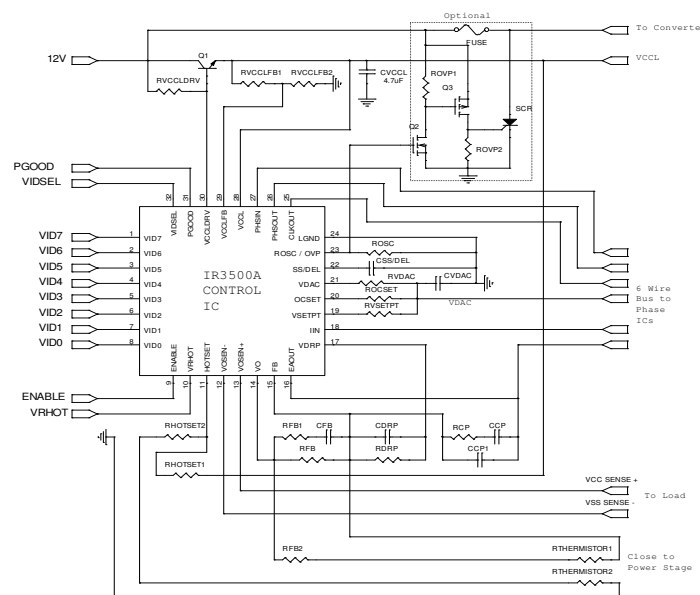 Optional
To Converte
FUSE
12V
Q1
VCCL
RVCCLFB1
RVCCLFB2
CVCCL
4.7uF
ROVP1
RVCCLDRV
Q3
SCR
Q2
ROVP2
PGOOD
VIDSEL
32
31
30
29
28
27
26
25
VIDSEL
PGOOD
VCCLDRV
VCCLFB
VCCL
PHSIN
PHSOUT
CLKOUT
VID7
1
VID7
LGND
24
VID6
2
VID6
ROSC / OVP
23
ROSC
VID5
3
VID5
SS/DEL
22
CSS/DEL
VID4
4
VID4
VDAC
21
RVDAC
CVDAC
VID3
5
VID3
OCSET
20
ROCSET
VDAC
VID2
6
VID2
VSETPT
19
RVSETPT
VID1
7
VID1
IIN
18
VID0
8
VID0
VDRP
17
IR3500A
CONTROL
IC
6 Wire
Bus to
Phase
ICs
ENABLE
VRHOT
HOTSET
VOSEN-
VOSEN+
VO
FB
EAOUT
9
10
11
12
13
14
15
16
ENABLE
VRHOT
RHOTSET2
RFB1
CFB
CDRP
RCP
CCP
RFB
RDRP
CCP1
RHOTSET1
VCC SENSE +
To Load
VSS SENSE -
RFB2
RTHERMISTOR1
Close to
Power Stage
RTHERMISTOR2